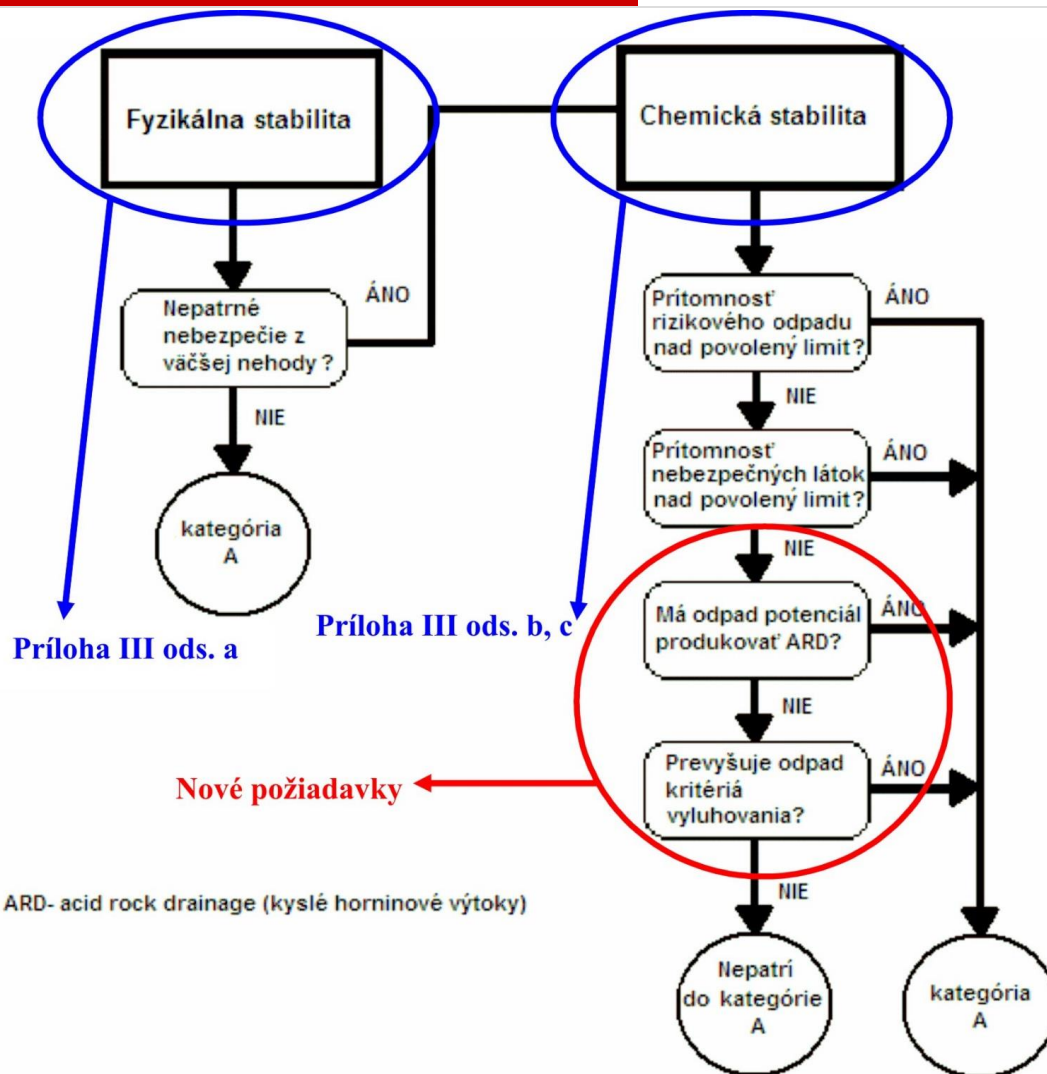 Fyzikálna stabilita
Nepatrné
nebezpečie z
väčšej nehody ?
ÁNO
NIE
kategória
A
Príloha III ods. a
Chemická stabilita
Prítomnosť
rizikového odpadu
nad povolený limit?
ÁNO
NIE
Prítomnosť
nebezpečných látok
nad povolený limit?
ÁNO
NIE
Príloha III ods. b, c
Má odpad potenciál
produkovať ARD?
ÁNO
NIE
Nové požiadavky
Prevyšuje odpad
kritériá
vyluhovania?
ÁNO
NIE
ARD- acid rock drainage (kyslé horninové výtoky)
Nepatrí
do kategórie
A
kategória
A